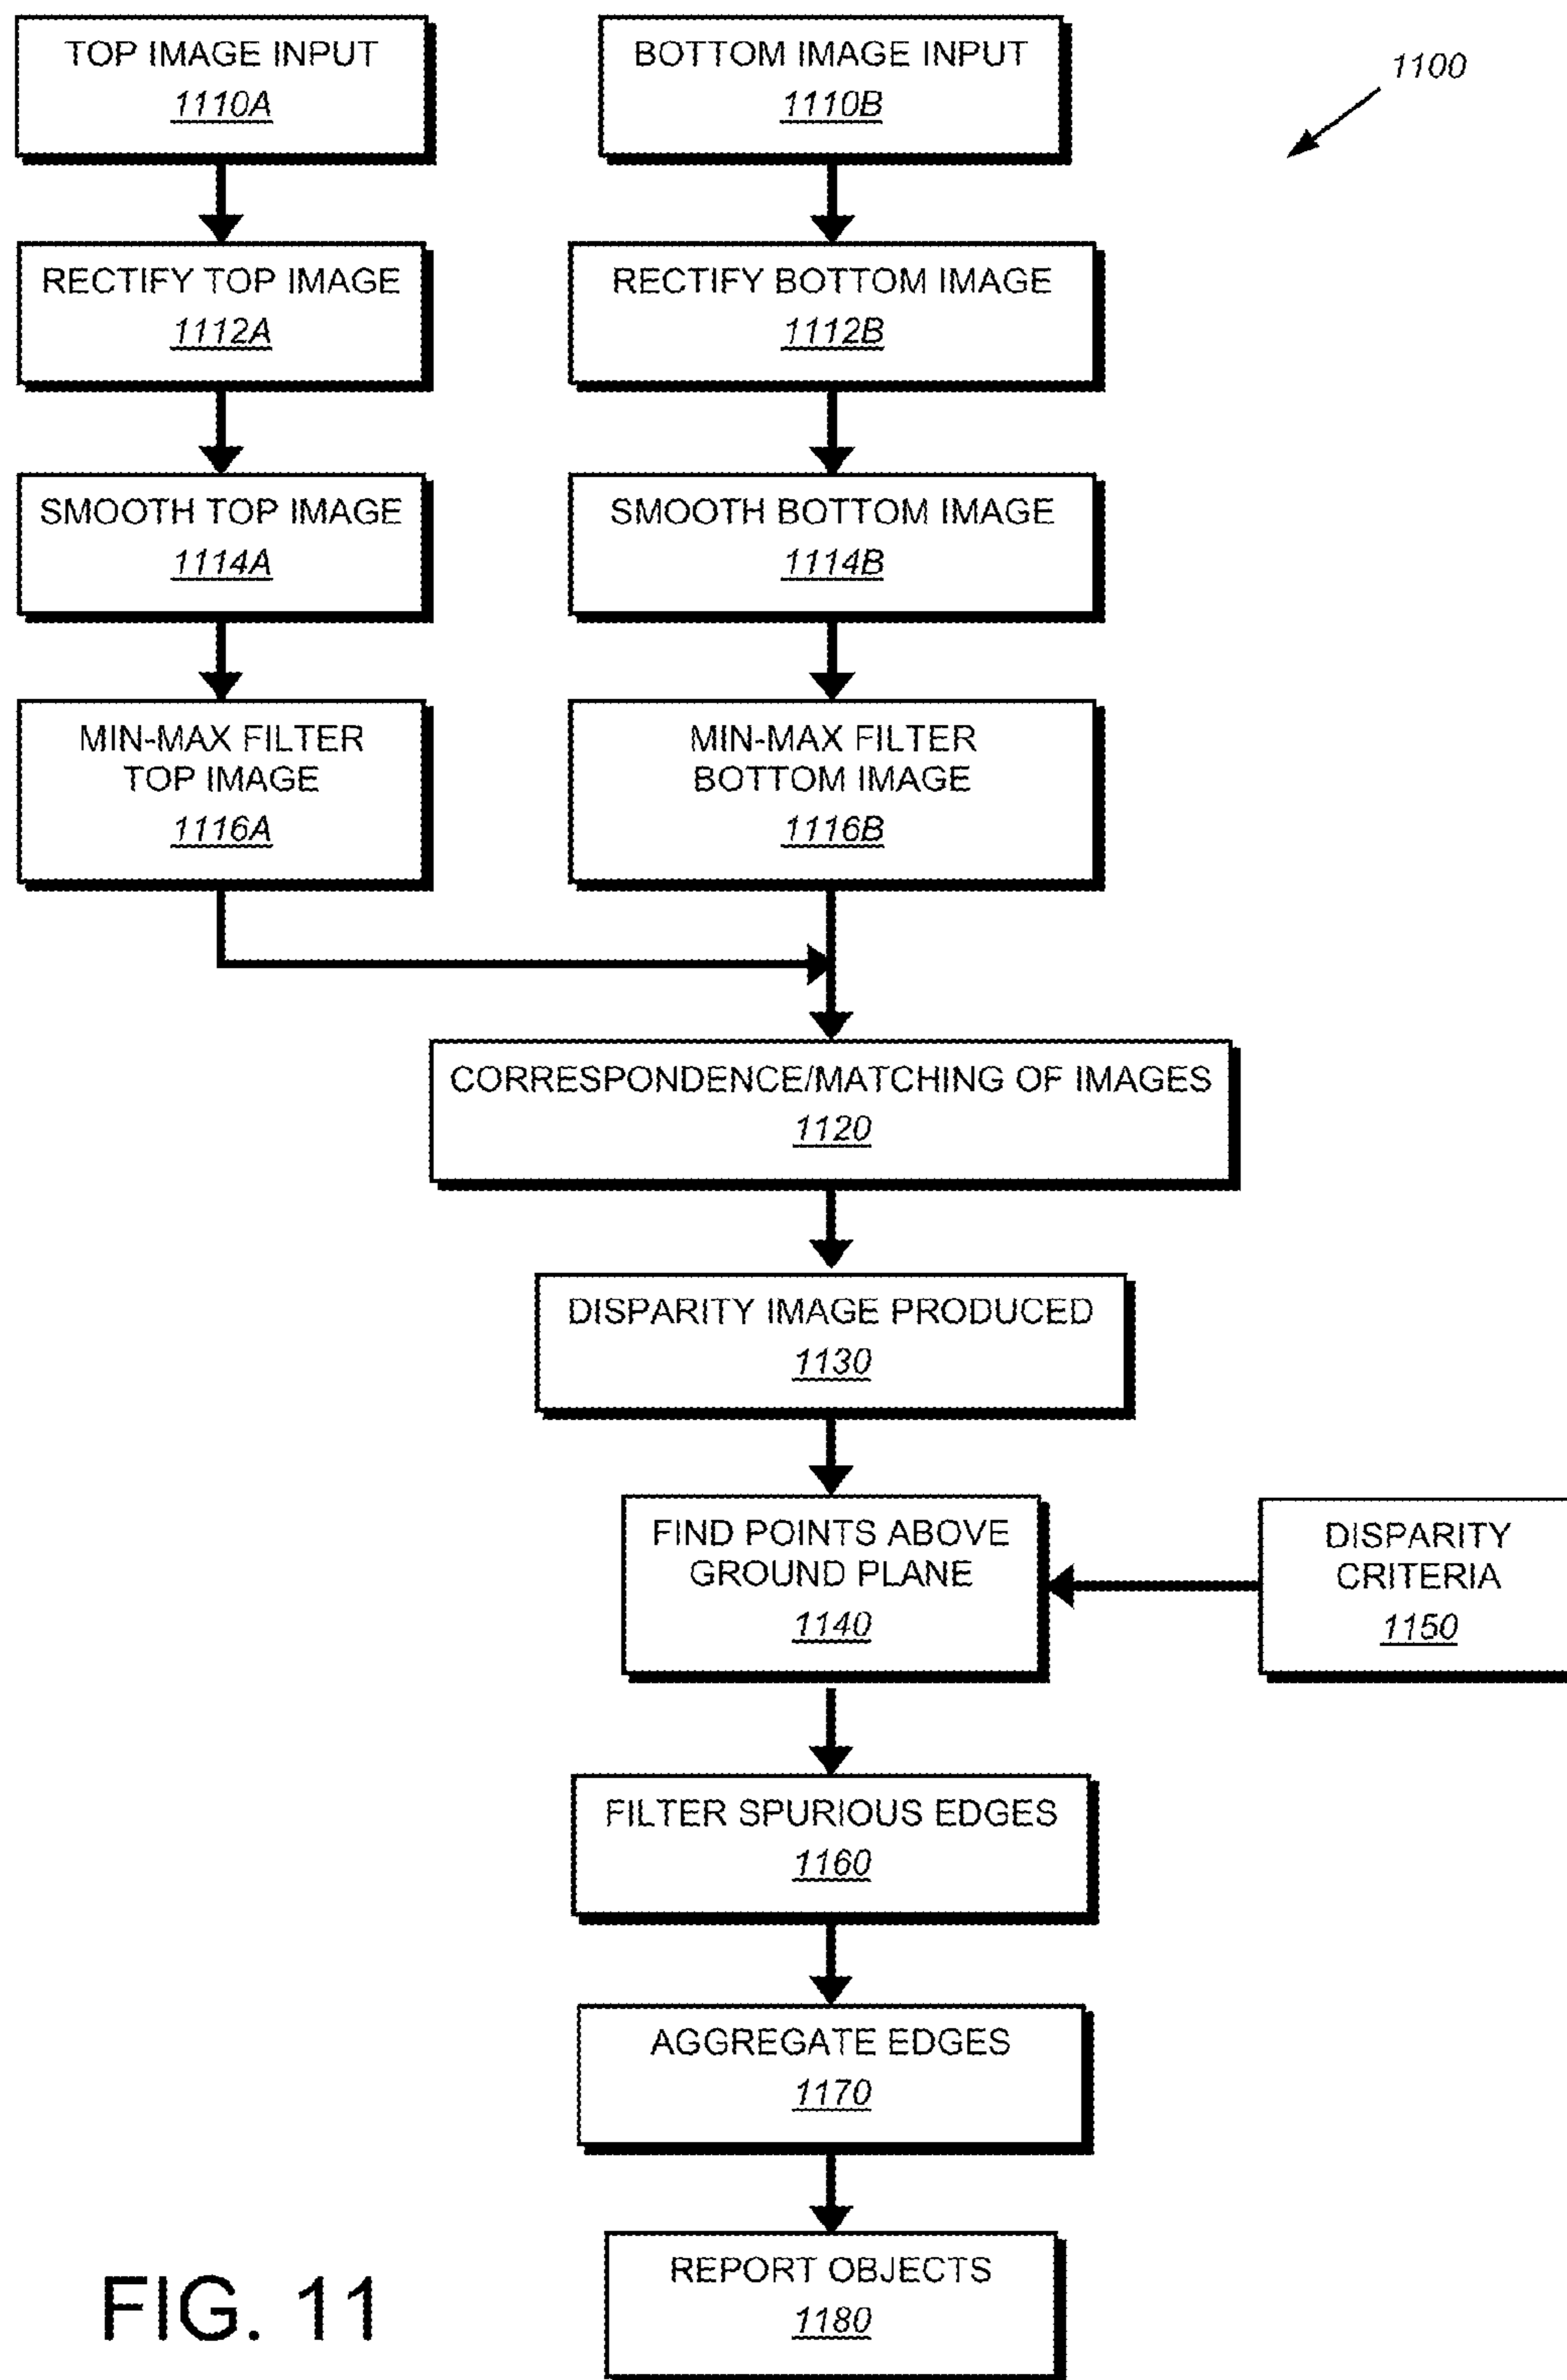 TOP IMAGE INPUT
1110A
BOTTOM IMAGE INPUT
1110B
1100
RECTIFY TOP IMAGE
1112A
RECTIFY BOTTOM IMAGE
1112B
SMOOTH TOP IMAGE
1114A
SMOOTH BOTTOM IMAGE
1114B
MIN-MAX FILTER
TOP IMAGE
1116A
MIN-MAX FILTER
BOTTOM IMAGE
1116B
CORRESPONDENCE/MATCHING OF IMAGES
1120
DISPARITY IMAGE PRODUCED
1130
FIND POINTS ABOVE
GROUND PLANE
1140
DISPARITY
CRITERIA
1150
FILTER SPURIOUS EDGES
1160
AGGREGATE EDGES
1170
REPORT OBJECTS
1180
FIG. 11